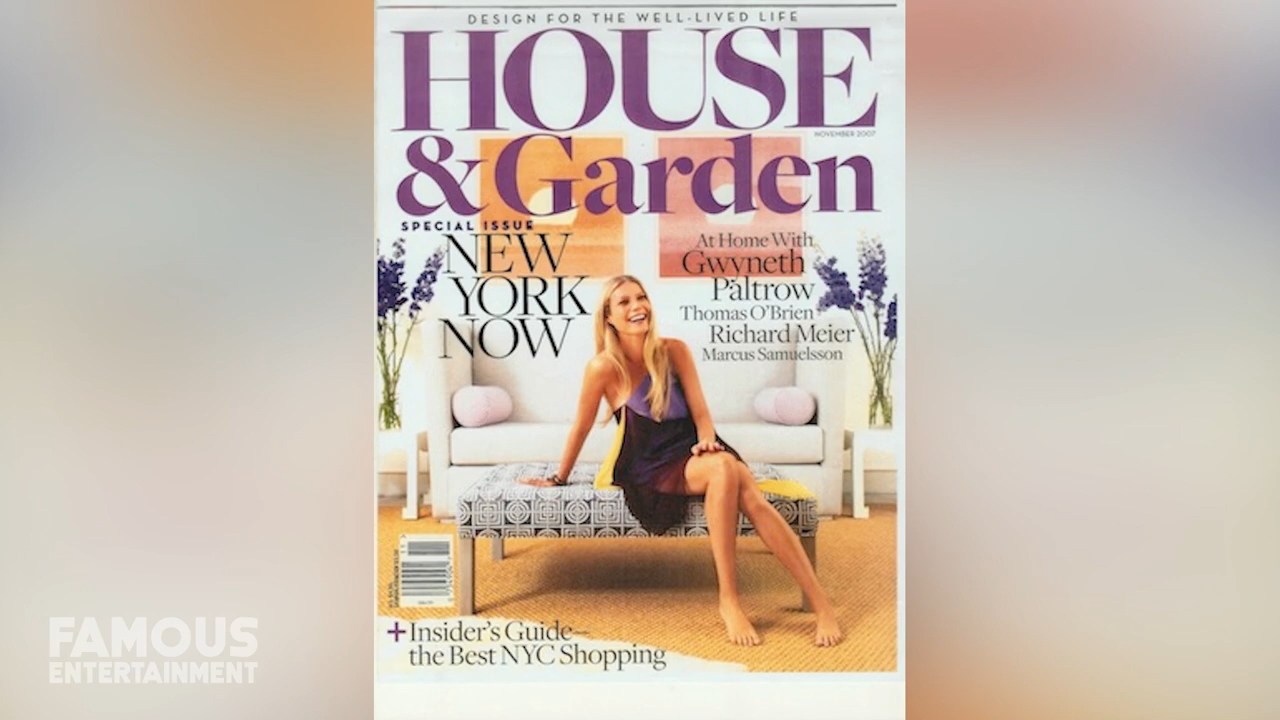 DESIGN FOR THE WELL-LIVED LIFE
HOUSE
NOVEMBER 2007
& Garden
SPECIAL ISSUE
NEW
YORK
NOW
At Home With
Gwyneth
Paltrow
Thomas O'Brien
Richard Meier
Marcus Samuelsson
+Insider's Guide—
the Best NYC Shopping
FAMOUS
ENTERTAINMENT